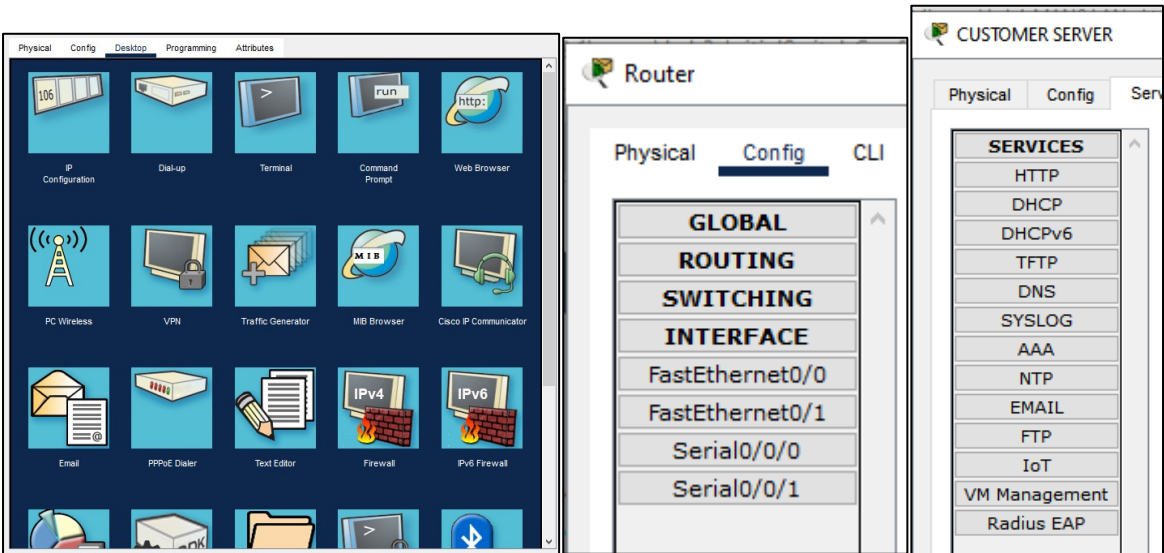 Physical Config Desktop Programming Attributes
106
run
http:
IP
Configuration
Dial-up
Terminal
Command
Prompt
Web Browser
MIB
PC Wireless
VPN
Traffic Generator
MIB Browser
Cisco IP Communicator
IPv4
IPv6
Email
PPPoE Dialer
Text Editor
Firewall
IPv6 Firewall
Router
Physical Config CLI
GLOBAL
ROUTING
SWITCHING
INTERFACE
FastEthernet0/0
FastEthernet0/1
Serial0/0/0
Serial0/0/1
CUSTOMER SERVER
Physical Config Serv
SERVICES
HTTP
DHCP
DHCPv6
TFTP
DNS
SYSLOG
AAA
NTP
EMAIL
FTP
IoT
VM Management
Radius EAP